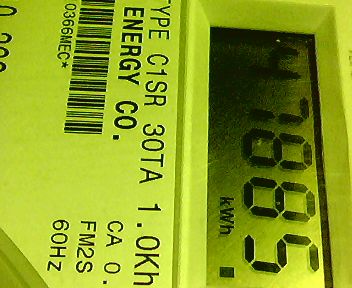 47885
kWh
TYPE C1SR 30TA 1.0Kh
ENERGY CO.
CA 0.
FM2S
0366MEC*
60HZ